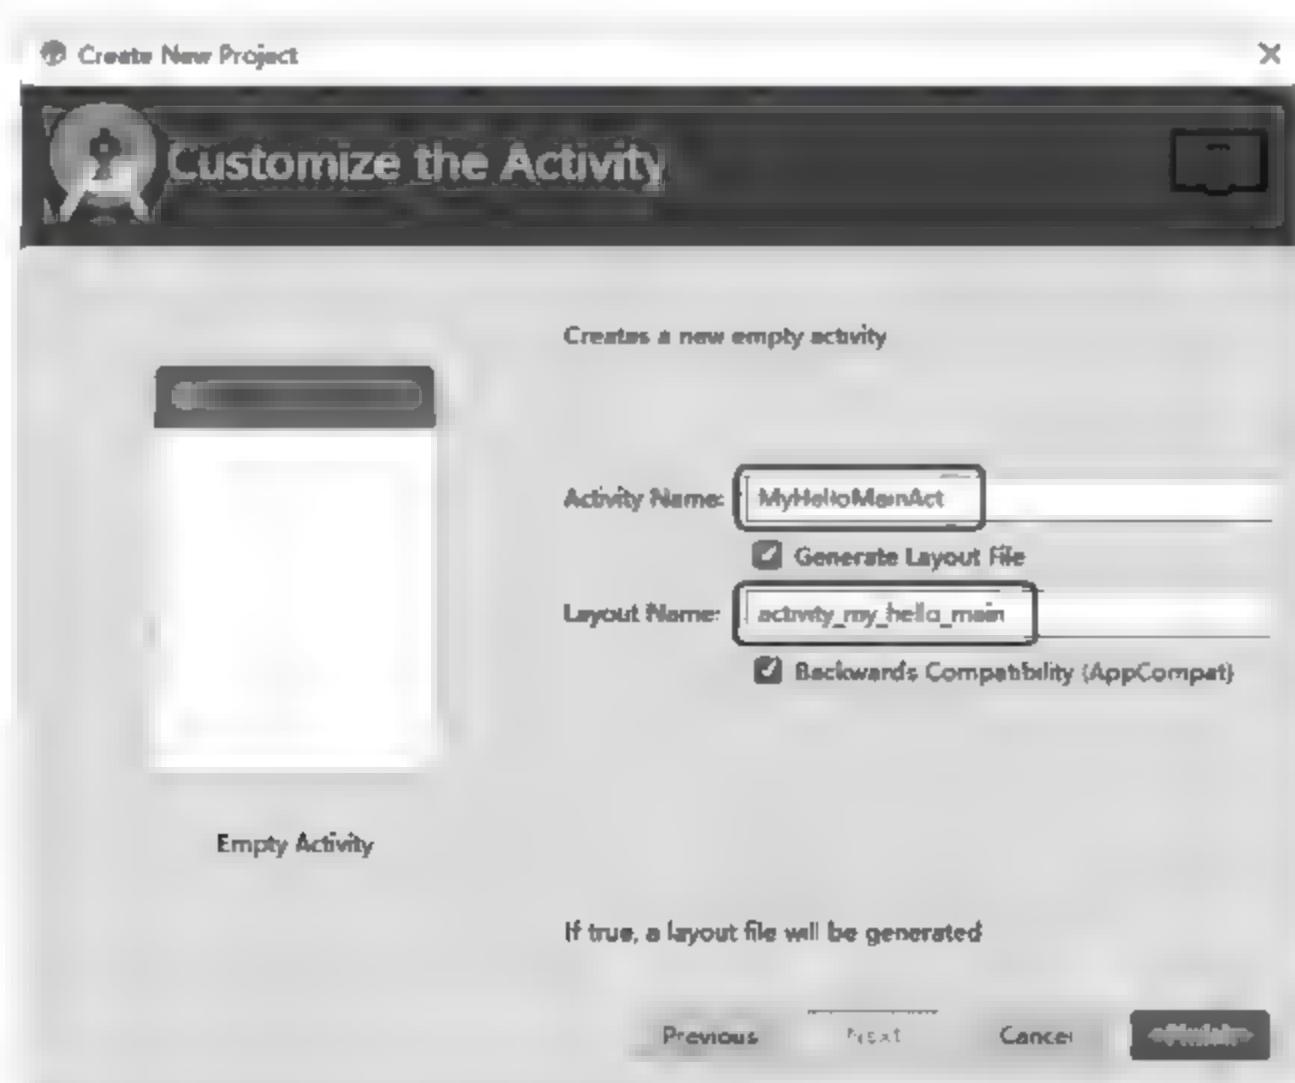 Create New Project
Customize the Activity
Creates a new empty activity
Activity Name: MyHelloMainAct
Generate Layout File
Layout Name: activity_my_hello_main
Backwards Compatibility (AppCompat)
Empty Activity
If true, a layout file will be generated
Previous Next Cancel Finish